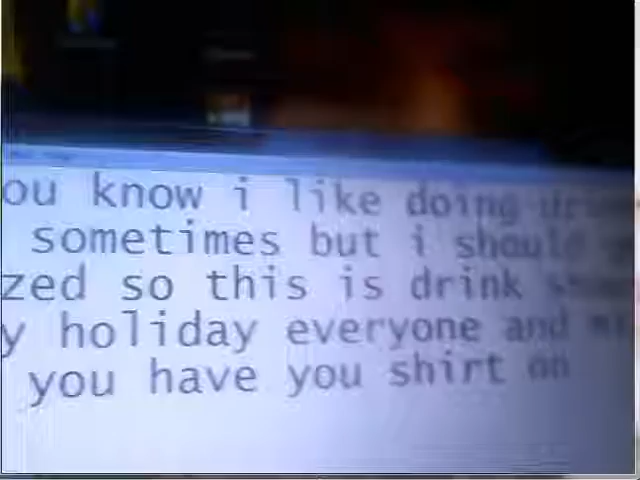 ou know i like doing
sometimes but i should
zed so this is drink
y holiday everyone and
you have you shirt on